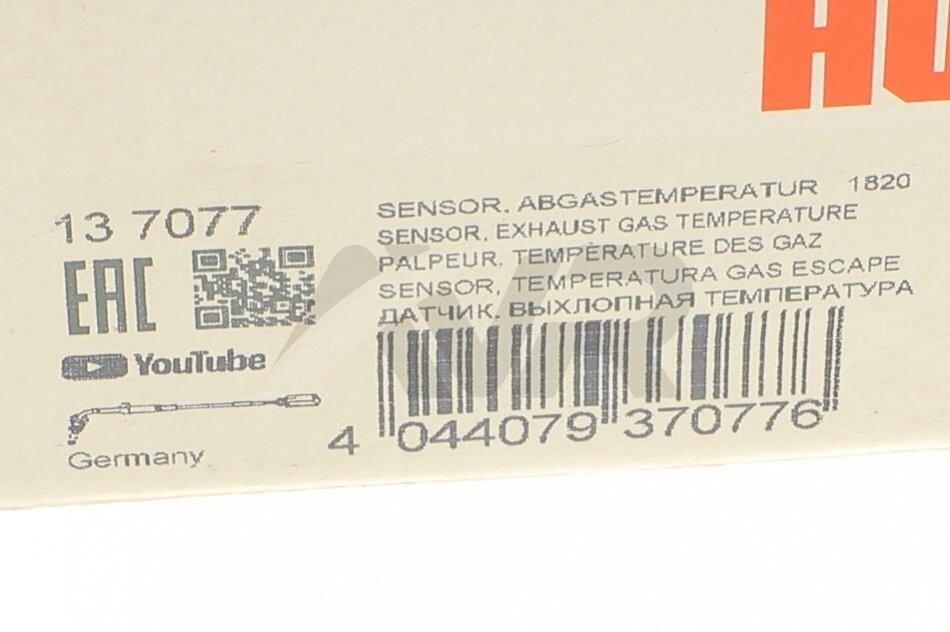 13 7077
EAC
YouTube
Germany
SENSOR, ABGASTEMPERATUR 1820
SENSOR, EXHAUST GAS TEMPERATURE
PALPEUR, TEMPÉRATURE DES GAZ
SENSOR, TEMPERATURA GAS ESCAPE
ДАТЧИК, ВЫХЛОПНАЯ ТЕМПЕРАТУРА
4 044079 370776